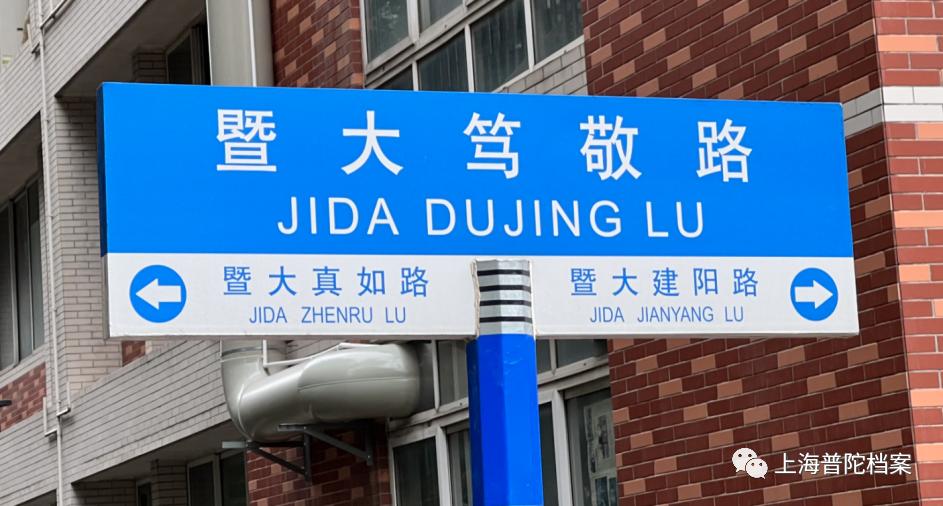 暨大笃敬路
JIDA DUJING LU
暨大真如路
JIDA ZHENRU LU
暨大建阳路
JIDA JIANYANG LU
上海普陀档案